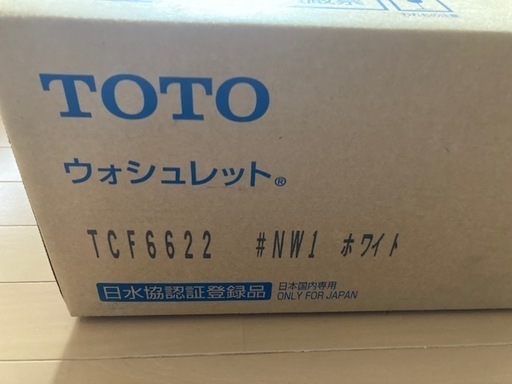 TOTO
ウォシュレット®
TCF6622 #NW1 ホワイト
日水協認証登録品
日本国内専用
ONLY FOR JAPAN